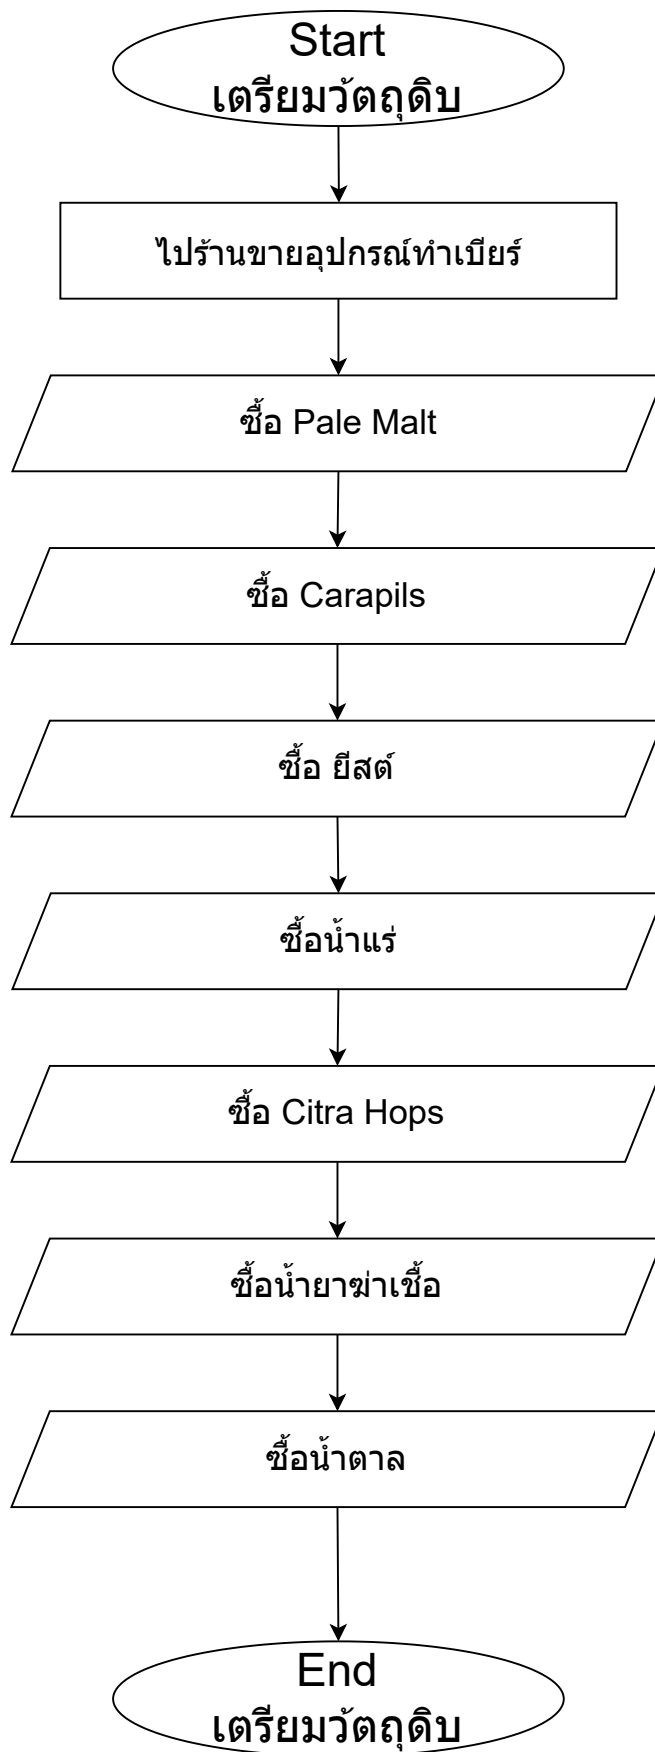 Start
เตรียมวัตถุดิบ
ไปร้านขายอุปกรณ์ทำเบียร์
ซื้อ Pale Malt
ซื้อ Carapils
ซื้อ ยีสต์
ซื้อน้ำแร่
ซื้อ Citra Hops
ซื้อน้ำยาฆ่าเชื้อ
ซื้อน้ำตาล
End
เตรียมวัตถุดิบ